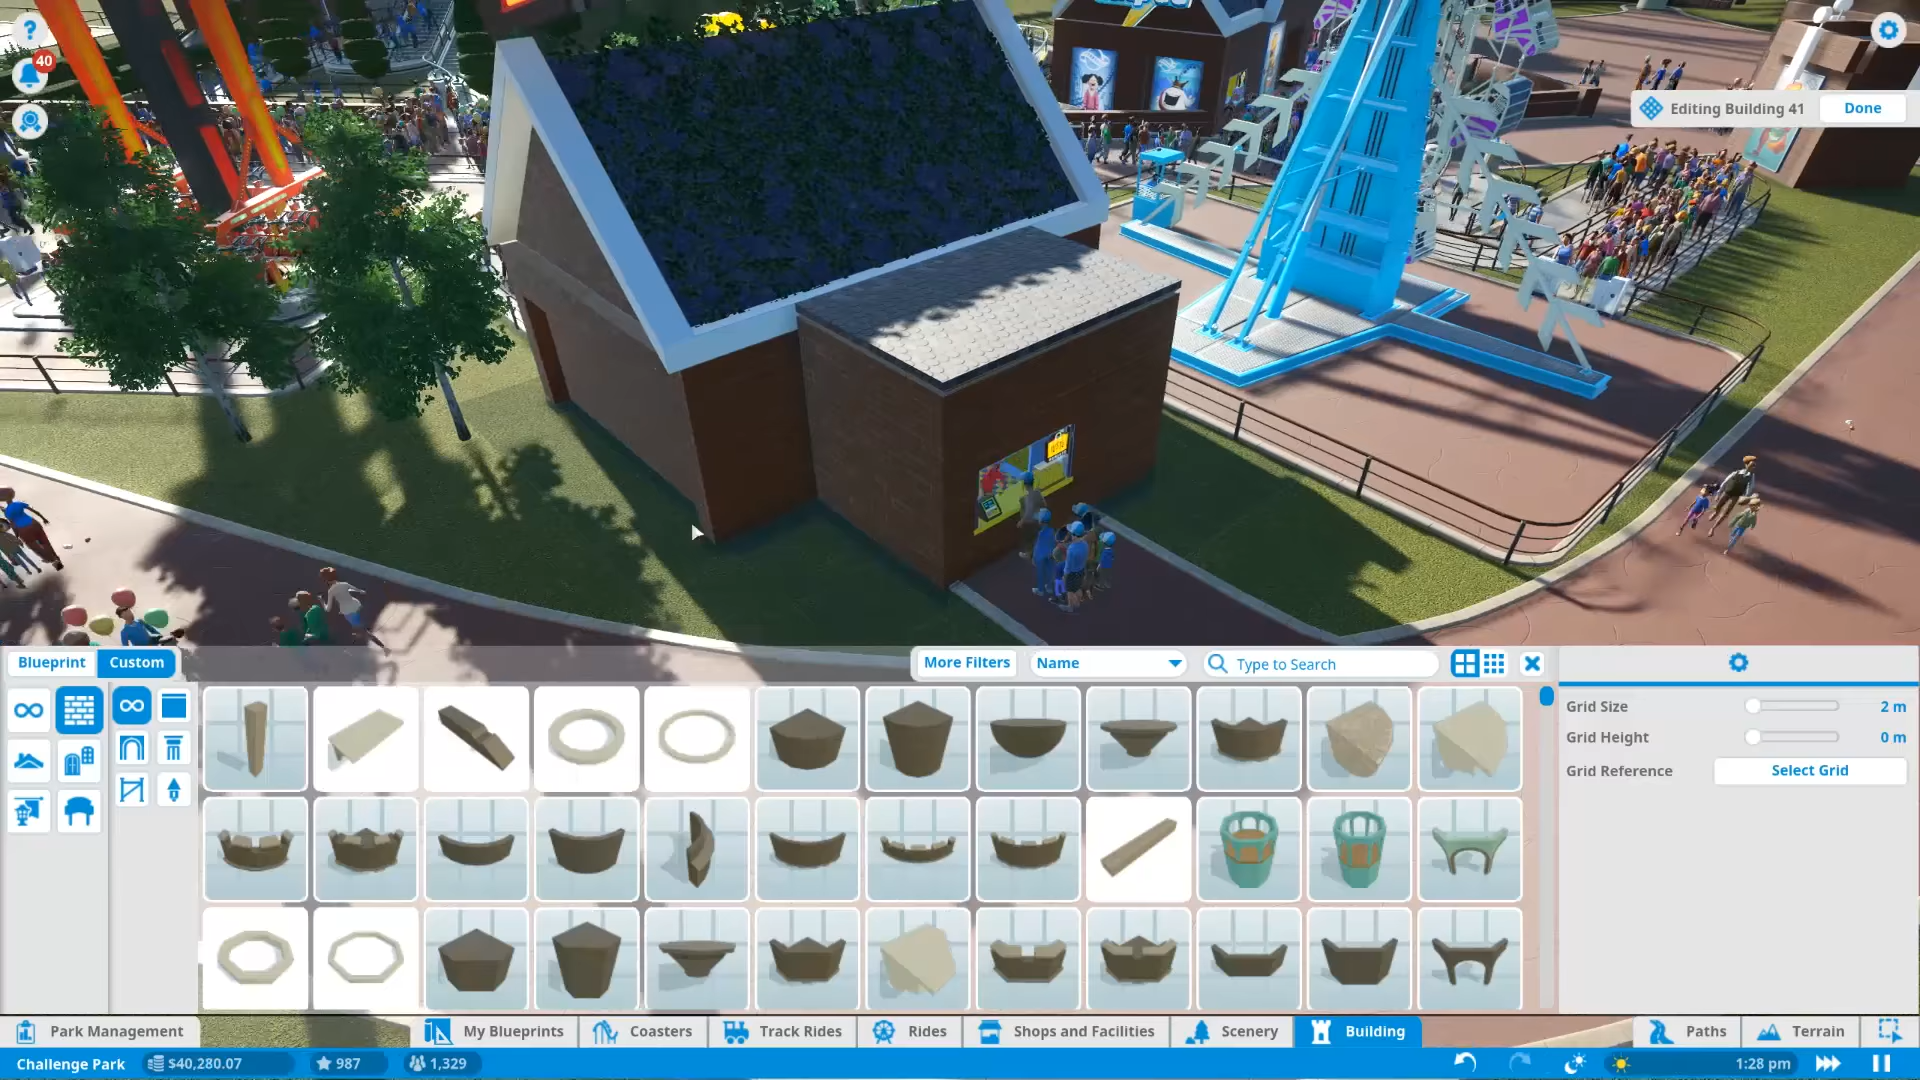 ?
40
Editing Building 41
Done
Blueprint
Custom
More Filters
Name
Type to Search
Grid Size
2 m
Grid Height
0 m
Grid Reference
Select Grid
Park Management
My Blueprints
Coasters
Track Rides
Rides
Shops and Facilities
Scenery
Building
Paths
Terrain
Challenge Park
$40,280.07
987
1,329
1:28 pm